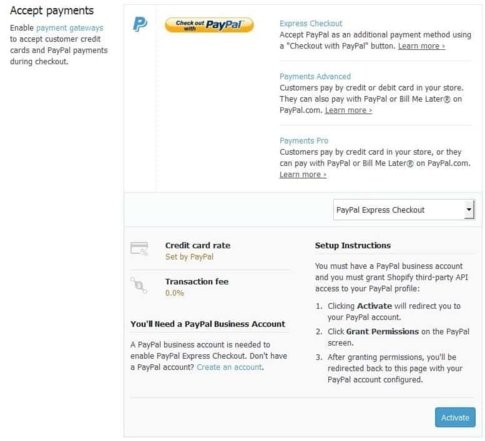 Accept payments
Enable payment gateways
to accept customer credit
cards and PayPal payments
during checkout.
Check out
with PayPal
Express Checkout
Accept PayPal as an additional payment method using
a "Checkout with PayPal" button. Learn more ›
Payments Advanced
Customers pay by credit or debit card in your store.
They can also pay with PayPal or Bill Me Later® on
PayPal.com. Learn more ›
Payments Pro
Customers pay by credit card in your store, or they
can pay with PayPal or Bill Me Later® on PayPal.com.
Learn more ›
PayPal Express Checkout
Credit card rate
Set by PayPal
Transaction fee
0.0%
You'll Need a PayPal Business Account
A PayPal business account is needed to
enable PayPal Express Checkout. Don't have
a PayPal account? Create an account.
Setup Instructions
You must have a PayPal business account
and you must grant Shopify third-party API
access to your PayPal profile:
1. Clicking Activate will redirect you to
your PayPal account.
2. Click Grant Permissions on the PayPal
screen.
3. After granting permissions, you'll be
redirected back to this page with your
PayPal account configured.
Activate